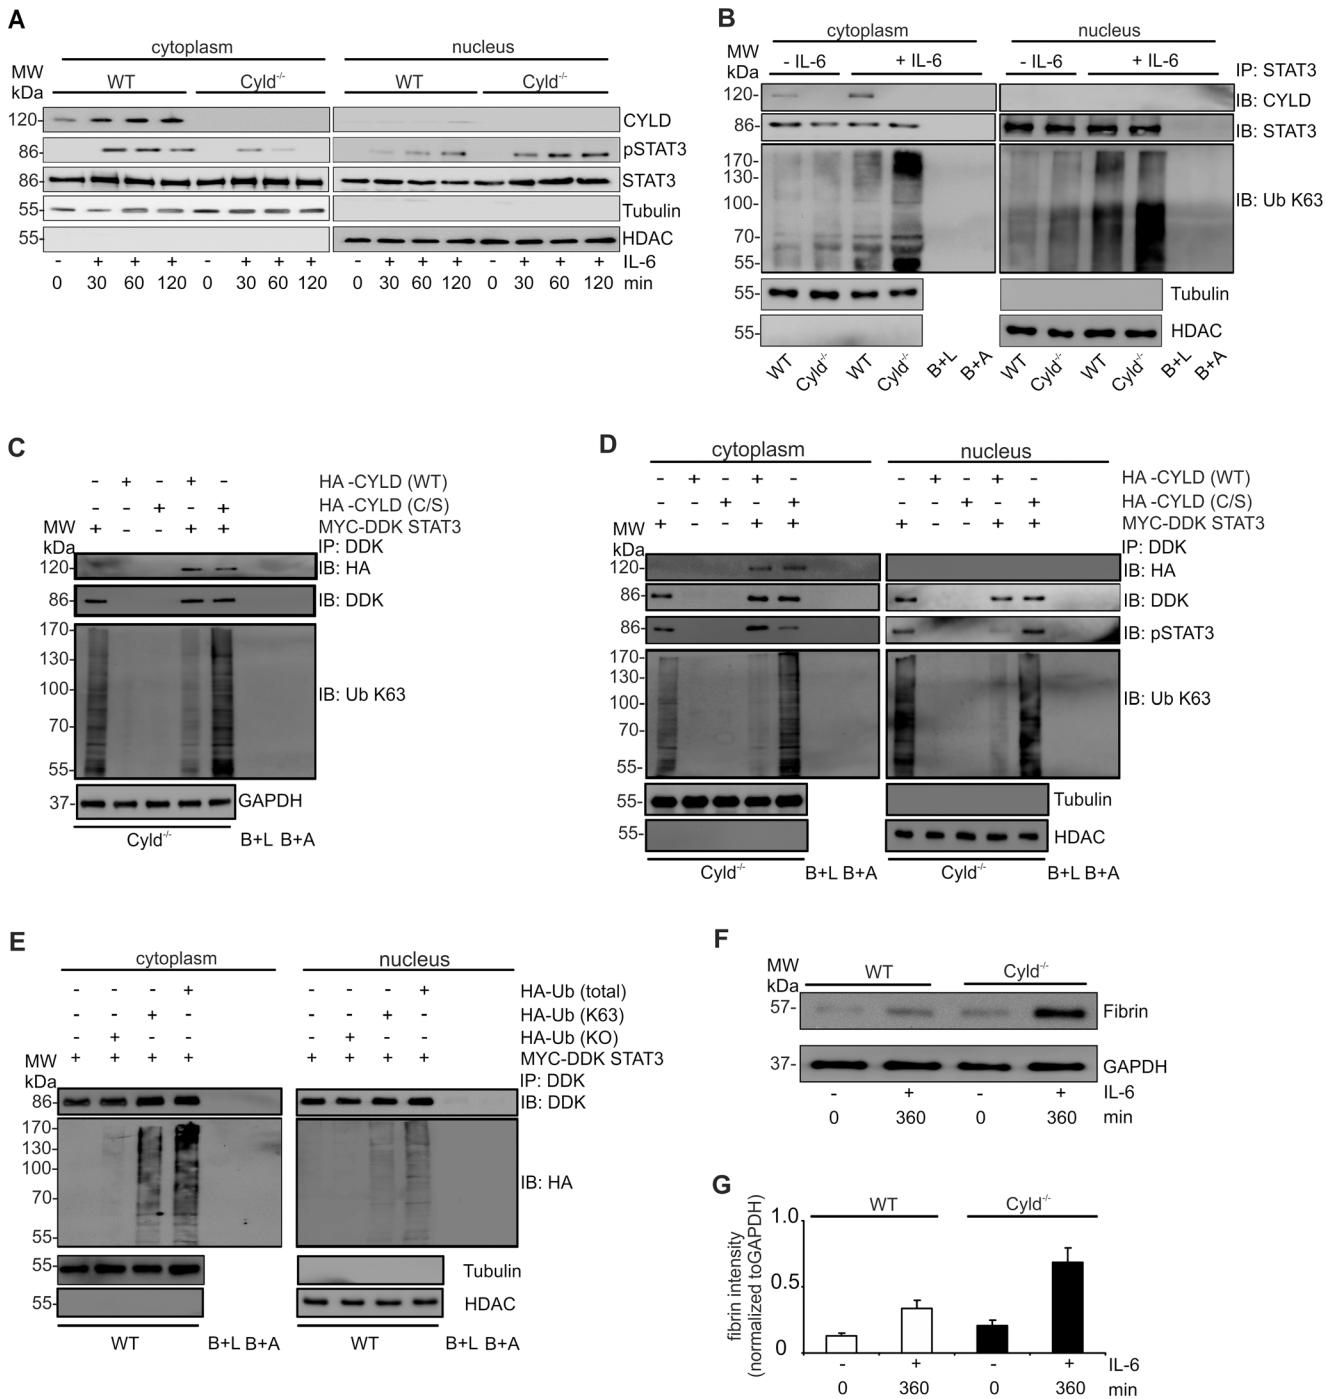 A
cytoplasm nucleus
MW
kDa
WT Cyld-/- WT Cyld-/-
120- CYLD
86- pSTAT3
86- STAT3
55- Tubulin
55- HDAC
- + + + - + + + - + + + - + + + IL-6
0 30 60 120 0 30 60 120 0 30 60 120 0 30 60 120 min
B
cytoplasm nucleus
MW
kDa
- IL-6 + IL-6 - IL-6 + IL-6
IP: STAT3
120- IB: CYLD
86- IB: STAT3
170-
130-
100-
70-
55-
IB: Ub K63
55- Tubulin
55- HDAC
WT Cyld-/- WT Cyld-/- B+L B+A WT Cyld-/- WT Cyld-/- B+L B+A
C
- + - + - HA -CYLD (WT)
- - + - + HA -CYLD (C/S)
+ - - + + MYC-DDK STAT3
MW
kDa
IP: DDK
120- IB: HA
86- IB: DDK
170-
130-
100-
70-
55-
IB: Ub K63
37- GAPDH
Cyld-/- B+L B+A
D
cytoplasm nucleus
- + - + - - + - + - HA -CYLD (WT)
- - + - + - - + - + HA -CYLD (C/S)
+ - - + + + - - + + MYC-DDK STAT3
MW
kDa
IP: DDK
120- IB: HA
86- IB: DDK
86- IB: pSTAT3
170-
130-
100-
70-
55-
IB: Ub K63
55- Tubulin
55- HDAC
Cyld-/- B+L B+A Cyld-/- B+L B+A
E
cytoplasm nucleus
- - - + - - - + HA-Ub (total)
- - + - - - + - HA-Ub (K63)
- + - - - + - - HA-Ub (KO)
+ + + + + + + + MYC-DDK STAT3
MW
kDa
IP: DDK
86- IB: DDK
170-
130-
100-
70-
55-
IB: HA
55- Tubulin
55- HDAC
WT B+L B+A WT B+L B+A
F
MW
kDa
WT Cyld-/-
57- Fibrin
37- GAPDH
- + - + IL-6
0 360 0 360 min
G
WT Cyld-/-
fibrin intensity
(normalized toGAPDH)
1.0
0.5
0
- + - + IL-6
0 360 0 360 min